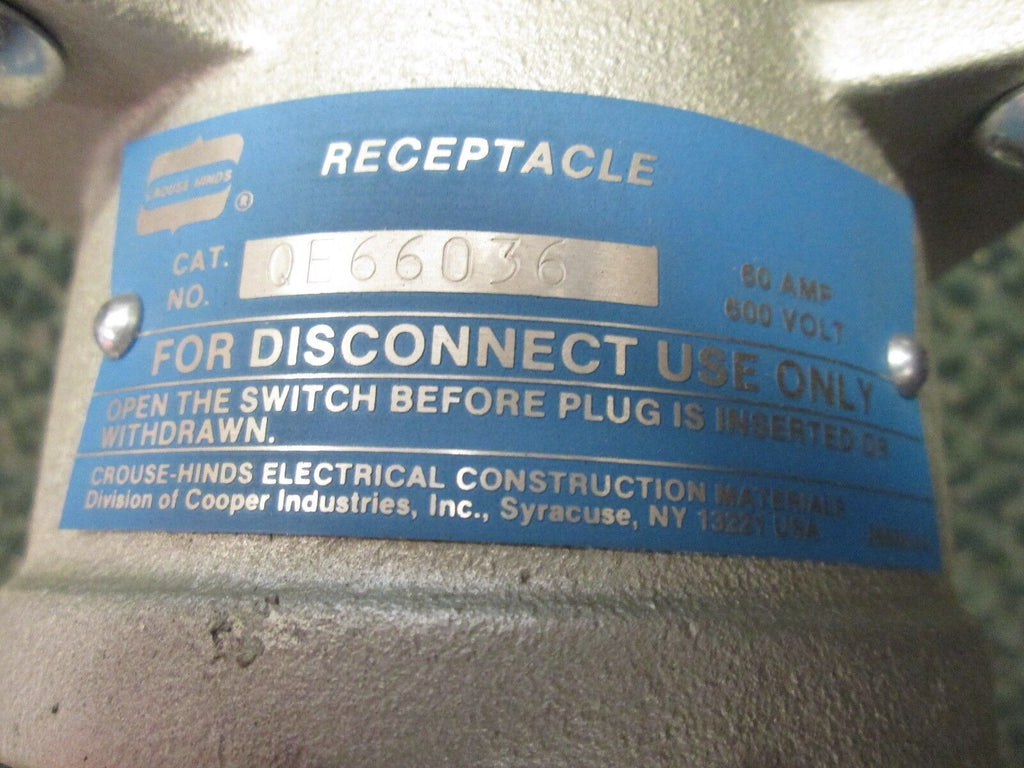 CROUSE-HINDS
®
RECEPTACLE
CAT.
NO.
QE66036
60 AMP
600 VOLT
FOR DISCONNECT USE ONLY
OPEN THE SWITCH BEFORE PLUG IS INSERTED OR
WITHDRAWN.
CROUSE-HINDS ELECTRICAL CONSTRUCTION MATERIALS
Division of Cooper Industries, Inc., Syracuse, NY 13221 USA